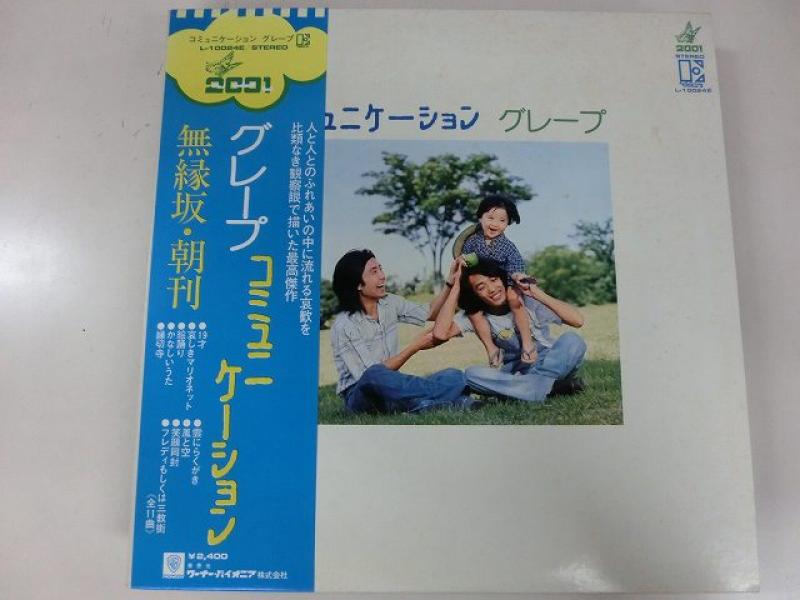 コミュニケーション グレープ
L-10024E/STEREO
2001
人と人とのふれあいの中に流れる哀歓を
比類なき観察眼で描いた最高傑作
グレープ
コミュニケーション
無縁坂・朝刊
●19才
●哀しきマリオネット
●絵踊り
●かなしいうた
●縁切寺
●雲にらくがき
●風と空
●笑顔同封
●フレディもしくは三教街
〈全11曲〉
¥2,400
発売元
ワーナー・パイオニア株式会社
2001
STEREO
L-10024E
ュニケーション グレープ